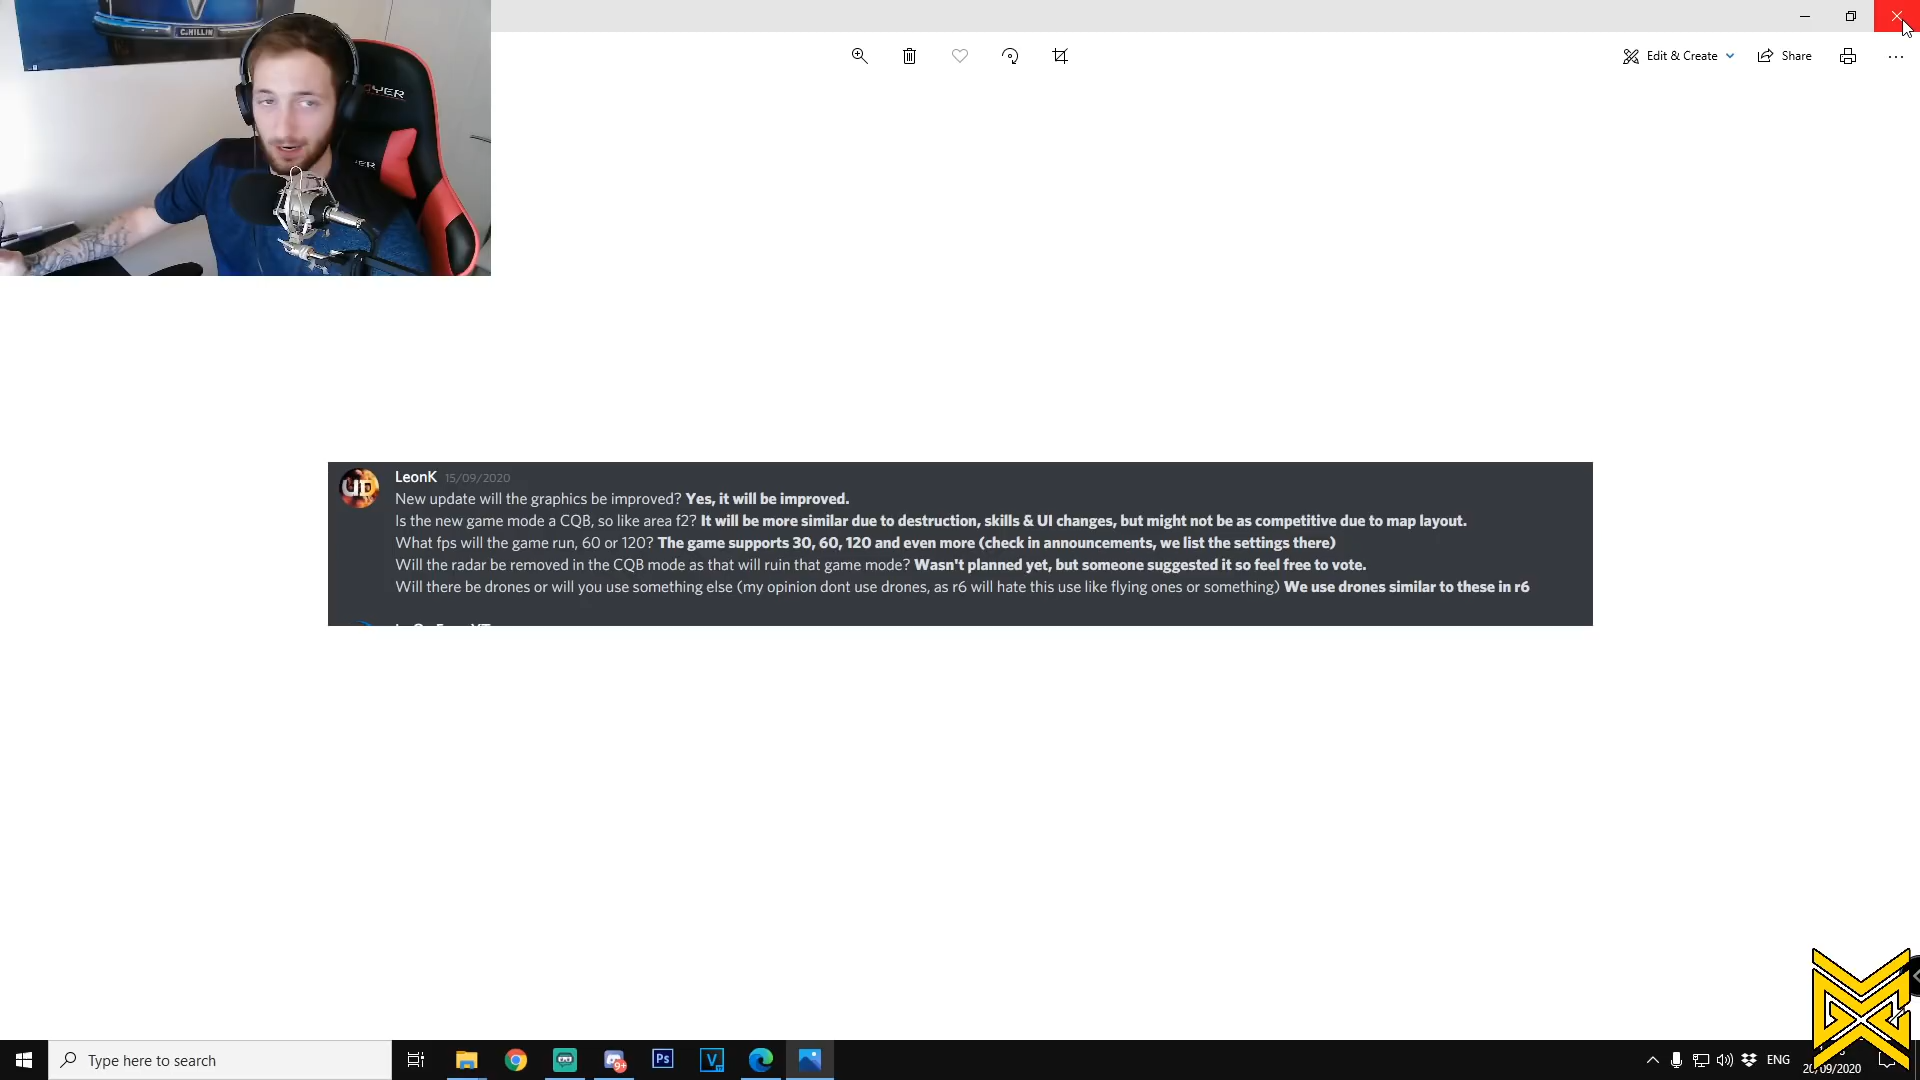 C.HILLIN
Edit & Create
Share
LeonK 15/09/2020
New update will the graphics be improved? Yes, it will be improved.
Is the new game mode a CQB, so like area f2? It will be more similar due to destruction, skills & UI changes, but might not be as competitive due to map layout.
What fps will the game run, 60 or 120? The game supports 30, 60, 120 and even more (check in announcements, we list the settings there)
Will the radar be removed in the CQB mode as that will ruin that game mode? Wasn't planned yet, but someone suggested it so feel free to vote.
Will there be drones or will you use something else (my opinion dont use drones, as r6 will hate this use like flying ones or something) We use drones similar to these in r6
Type here to search
9+
Ps
V
ENG
20/09/2020